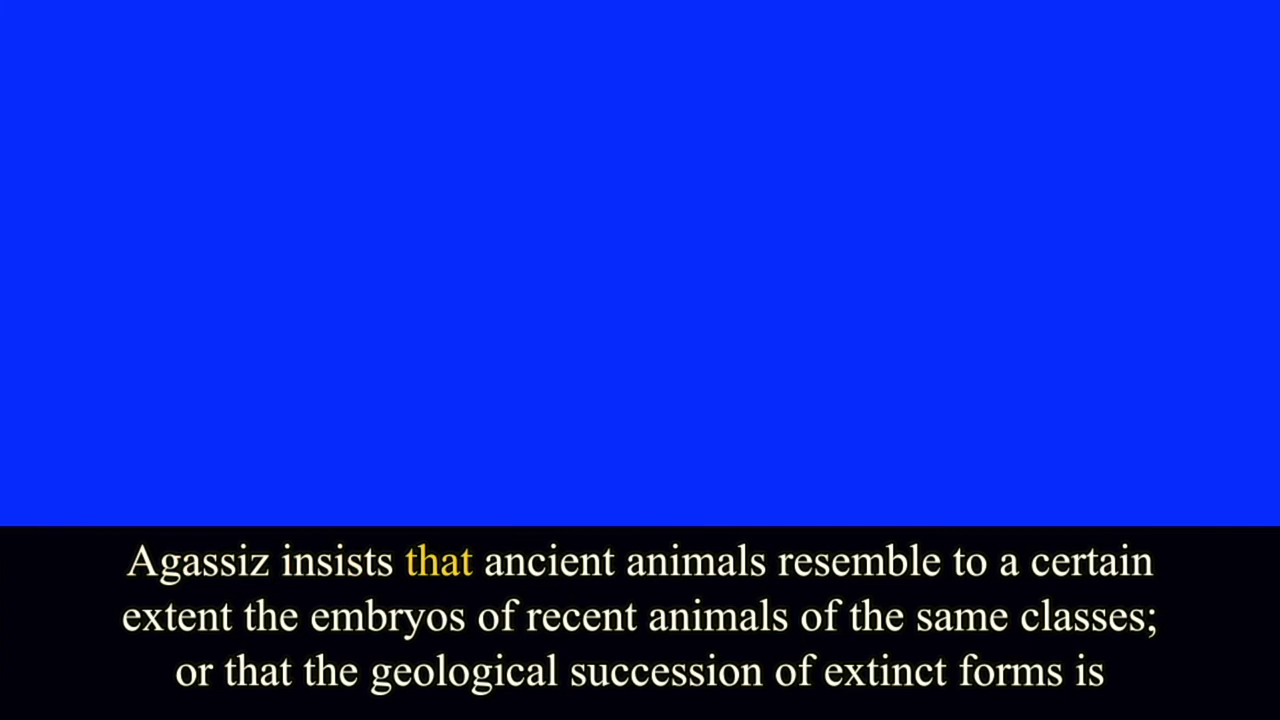 Agassiz insists that ancient animals resemble to a certain
extent the embryos of recent animals of the same classes;
or that the geological succession of extinct forms is